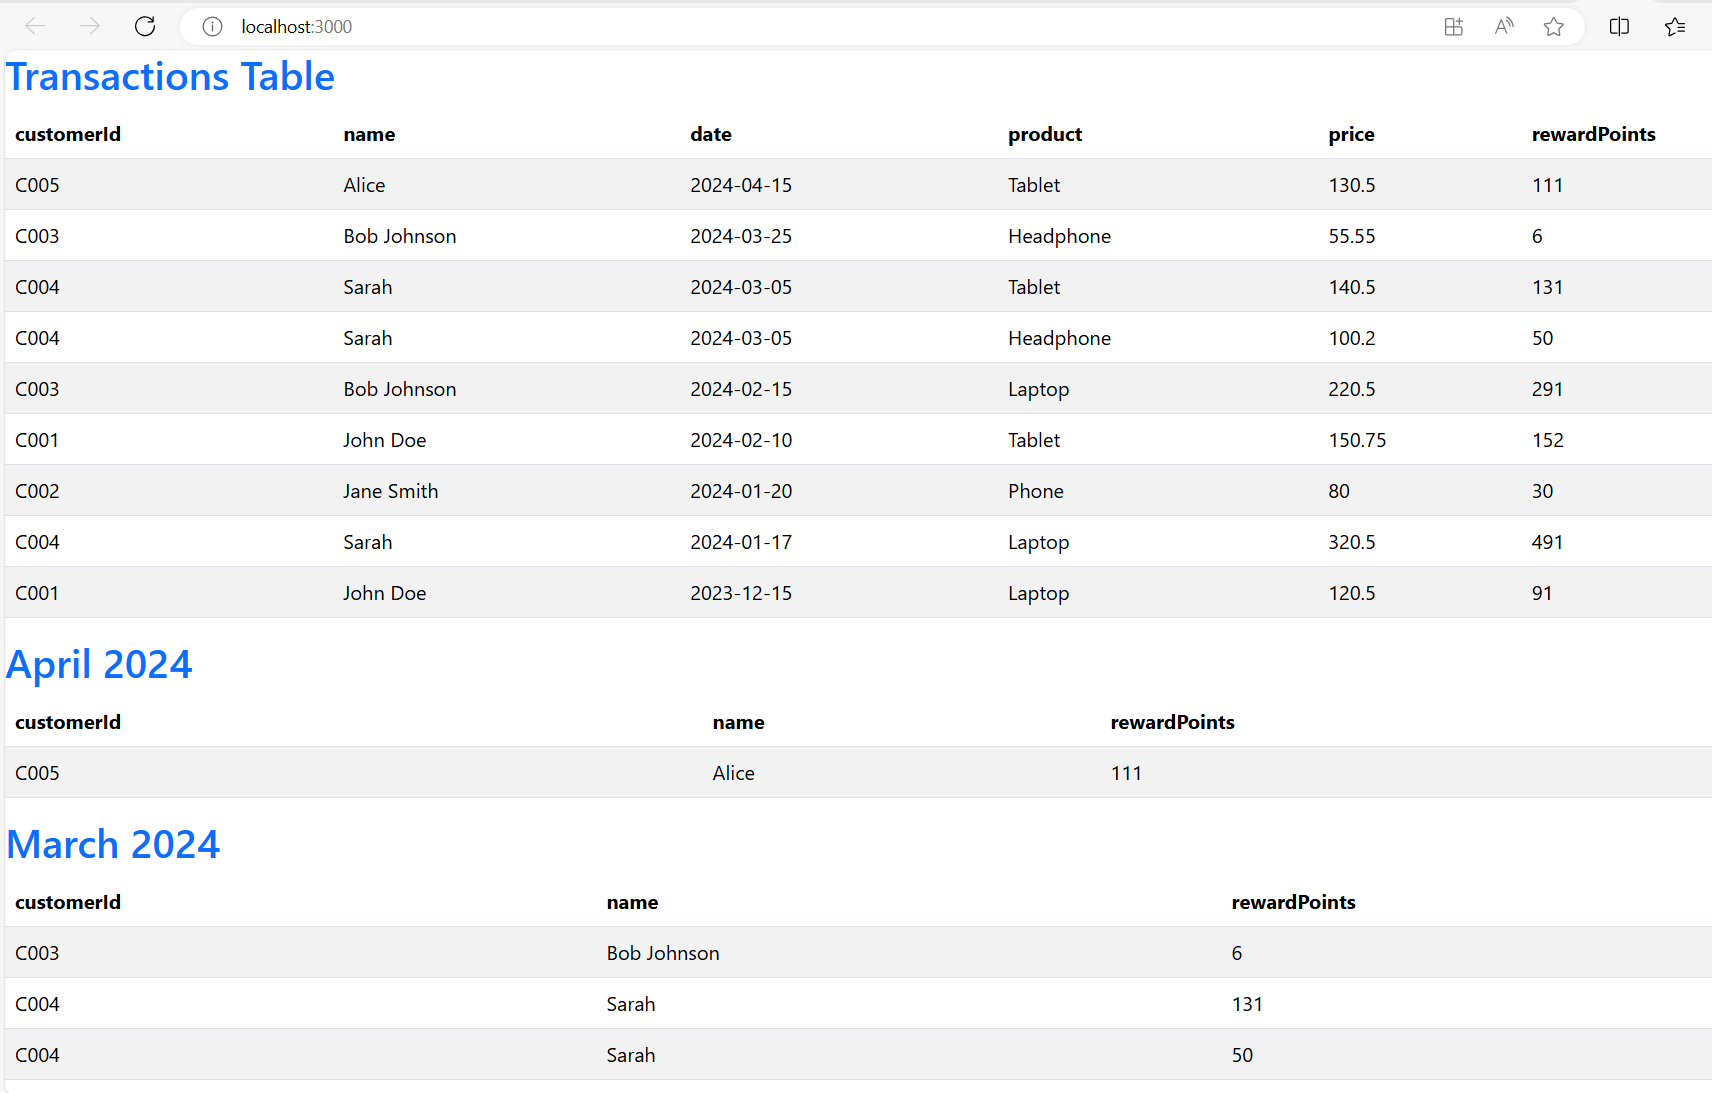 localhost:3000
Transactions Table
customerId name date product price rewardPoints
C005 Alice 2024-04-15 Tablet 130.5 111
C003 Bob Johnson 2024-03-25 Headphone 55.55 6
C004 Sarah 2024-03-05 Tablet 140.5 131
C004 Sarah 2024-03-05 Headphone 100.2 50
C003 Bob Johnson 2024-02-15 Laptop 220.5 291
C001 John Doe 2024-02-10 Tablet 150.75 152
C002 Jane Smith 2024-01-20 Phone 80 30
C004 Sarah 2024-01-17 Laptop 320.5 491
C001 John Doe 2023-12-15 Laptop 120.5 91
April 2024
customerId name rewardPoints
C005 Alice 111
March 2024
customerId name rewardPoints
C003 Bob Johnson 6
C004 Sarah 131
C004 Sarah 50